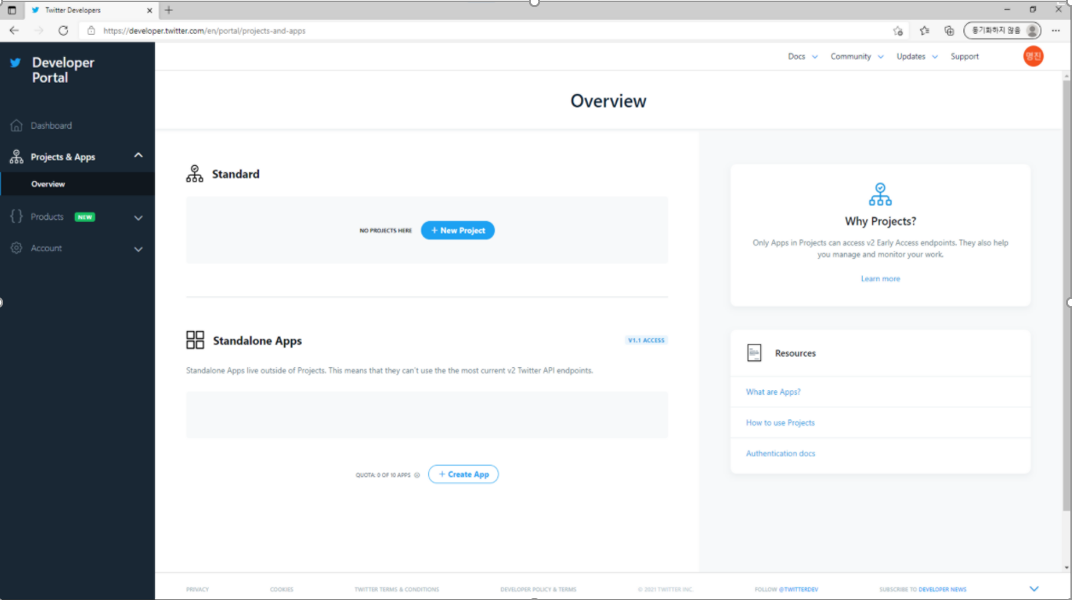 Twitter Developers
https://developer.twitter.com/en/portal/projects-and-apps
동기화하지 않음
Developer
Portal
Docs
Community
Updates
Support
명진
Dashboard
Projects & Apps
Overview
Products NEW
Account
Overview
Standard
NO PROJECTS HERE
+ New Project
Standalone Apps
V1.1 ACCESS
Standalone Apps live outside of Projects. This means that they can't use the the most current v2 Twitter API endpoints.
QUOTA: 0 OF 10 APPS
+ Create App
Why Projects?
Only Apps in Projects can access v2 Early Access endpoints. They also help
you manage and monitor your work.
Learn more
Resources
What are Apps?
How to use Projects
Authentication docs
PRIVACY
COOKIES
TWITTER TERMS & CONDITIONS
DEVELOPER POLICY & TERMS
© 2021 TWITTER INC.
FOLLOW @TWITTERDEV
SUBSCRIBE TO DEVELOPER NEWS